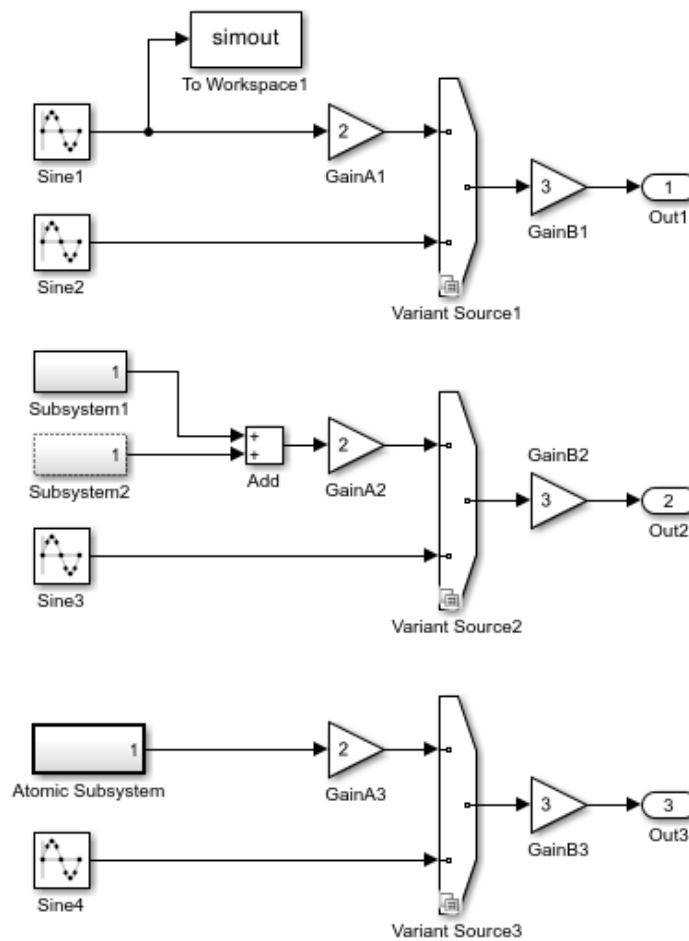 simout
To Workspace1
2
Sine1
GainA1
3
1
GainB1
Out1
Sine2
Variant Source1
1
Subsystem1
1
+
+
2
Subsystem2
Add
GainA2
GainB2
3
2
Out2
Sine3
Variant Source2
1
2
Atomic Subsystem
GainA3
3
3
GainB3
Out3
Sine4
Variant Source3